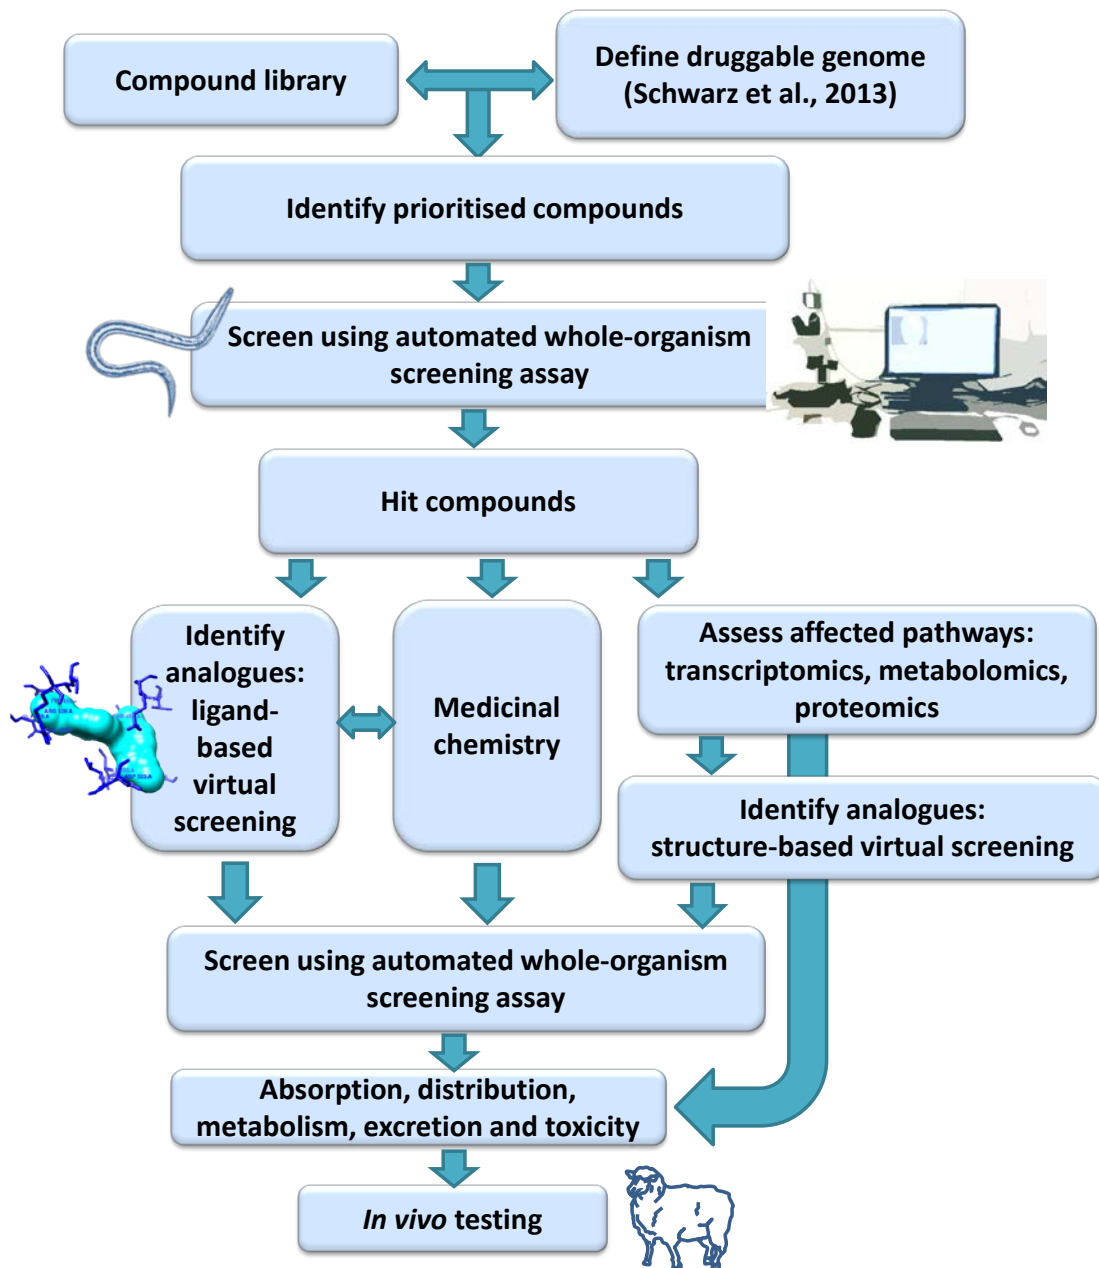 Compound library
Define druggable genome
(Schwarz et al., 2013)
Identify prioritised compounds
Screen using automated whole-organism
screening assay
Hit compounds
Identify
analogues:
ligand-
based
virtual
screening
Medicinal
chemistry
Assess affected pathways:
transcriptomics, metabolomics,
proteomics
Identify analogues:
structure-based virtual screening
Screen using automated whole-organism
screening assay
Absorption, distribution,
metabolism, excretion and toxicity
In vivo testing